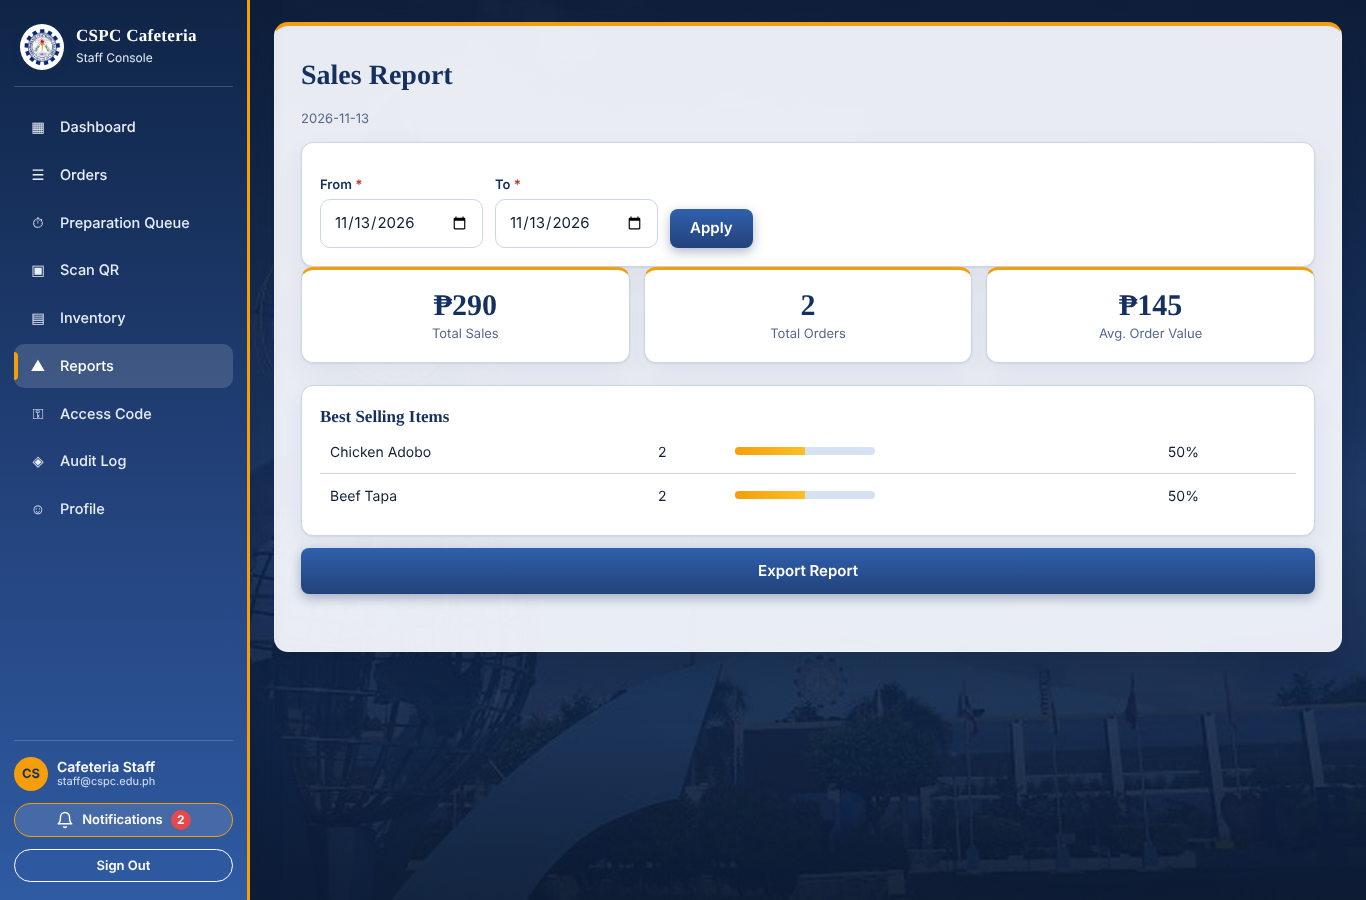 CSPC Cafeteria
Staff Console
Dashboard
Orders
Preparation Queue
Scan QR
Inventory
Reports
Access Code
Audit Log
Profile
CS
Cafeteria Staff
staff@cspc.edu.ph
Notifications 2
Sign Out
Sales Report
2026-11-13
From * To *
11/13/2026 11/13/2026 Apply
₱290 2 ₱145
Total Sales Total Orders Avg. Order Value
Best Selling Items
Chicken Adobo 2 50%
Beef Tapa 2 50%
Export Report